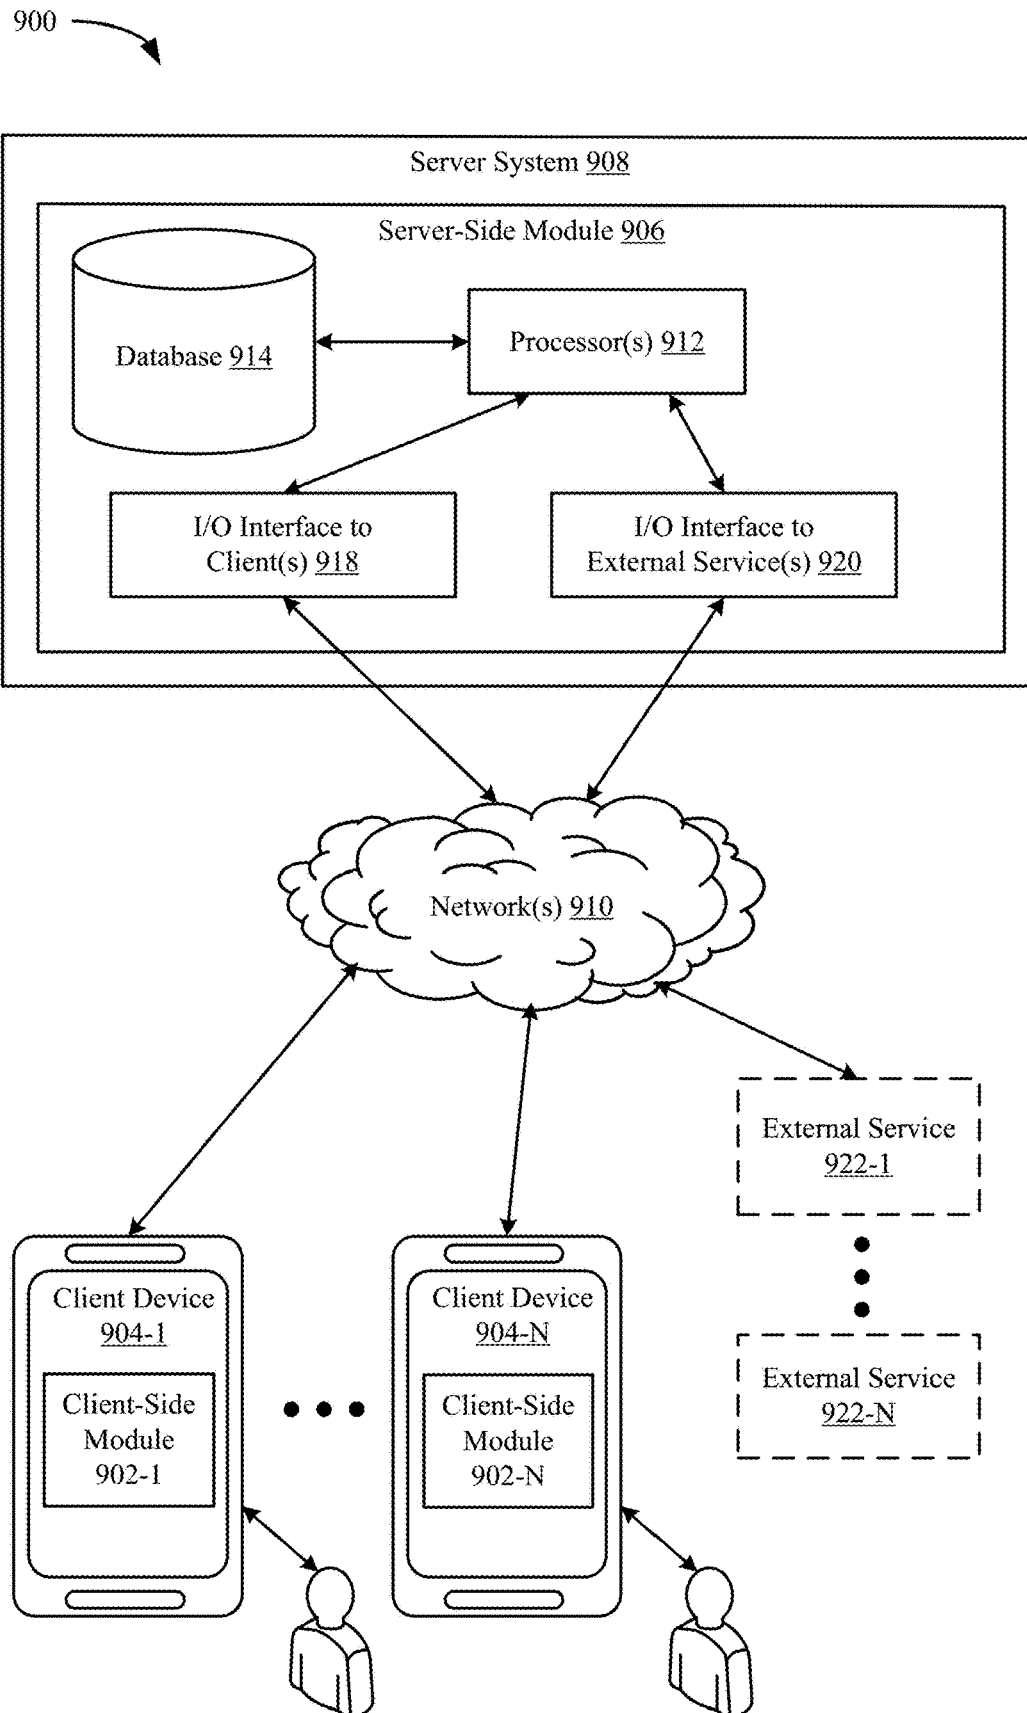 900
Server System 908
Server-Side Module 906
Database 914
Processor(s) 912
I/O Interface to
Client(s) 918
I/O Interface to
External Service(s) 920
Network(s) 910
External Service
922-1
External Service
922-N
Client Device
904-1
Client-Side
Module
902-1
Client Device
904-N
Client-Side
Module
902-N